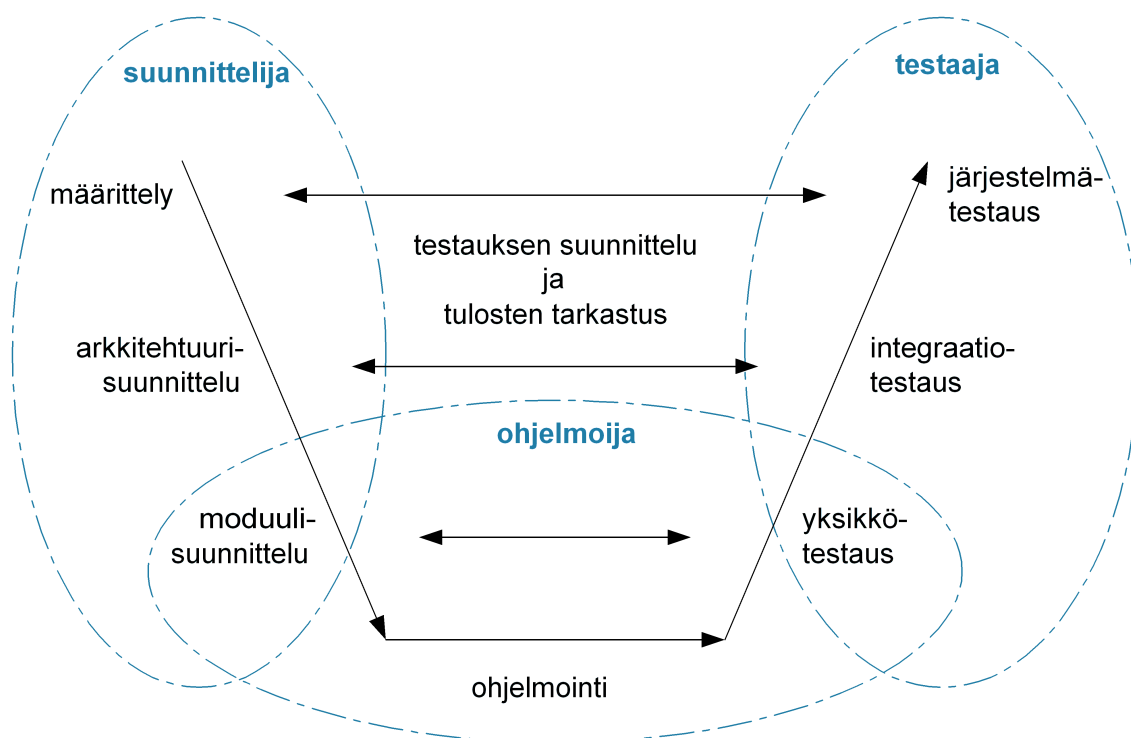 suunnittelija
testaaja
määrittely
järjestelmä-
testaus
testauksen suunnittelu
ja
tulosten tarkastus
arkkitehtuuri-
suunnittelu
integraatio-
testaus
ohjelmoija
moduuli-
suunnittelu
yksikkö-
testaus
ohjelmointi